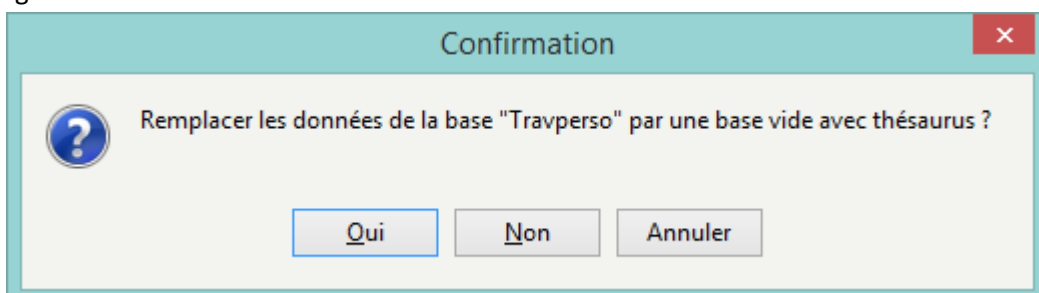 Confirmation
Remplacer les données de la base "Travperso" par une base vide avec thésaurus ?
Oui
Non
Annuler